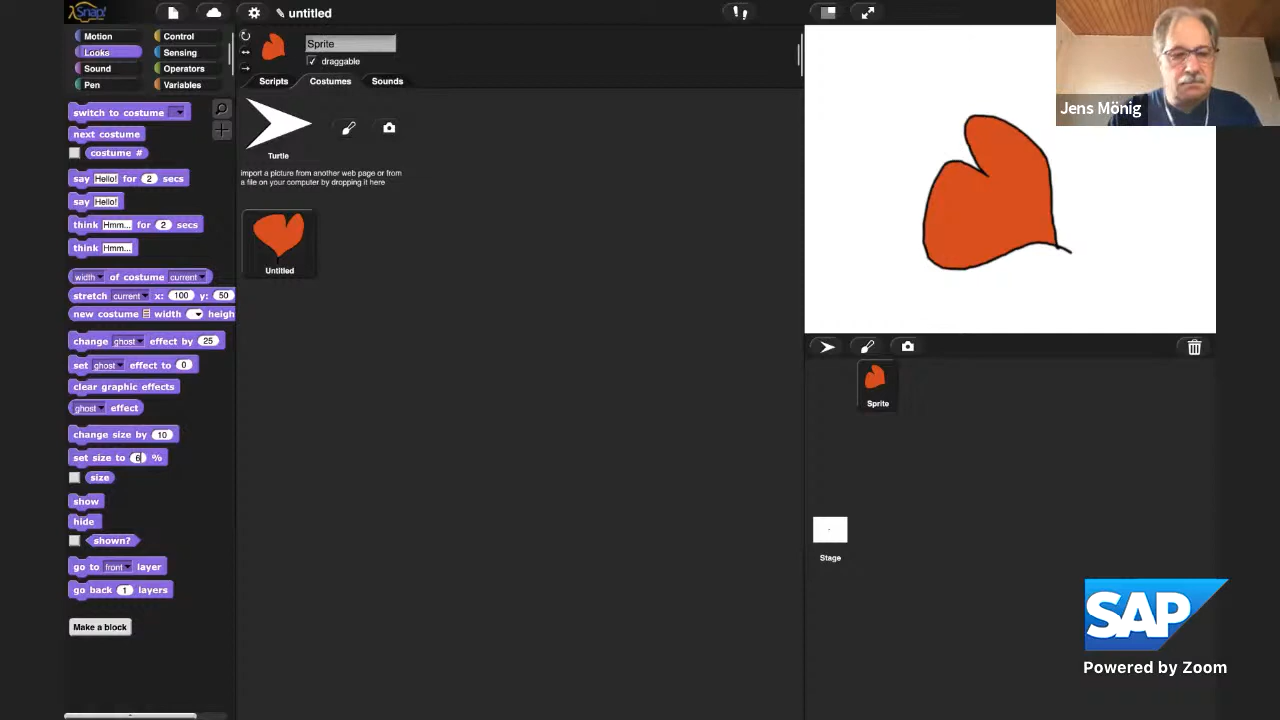 Snap!
untitled
Motion
Control
Looks
Sensing
Sound
Operators
Pen
Variables
Sprite
draggable
Scripts
Costumes
Sounds
switch to costume
next costume
costume #
say Hello! for 2 secs
say Hello!
think Hmm... for 2 secs
think Hmm...
width of costume current
stretch current x: 100 y: 50
new costume width heigh
change ghost effect by 25
set ghost effect to 0
clear graphic effects
ghost effect
change size by 10
set size to 6 %
size
show
hide
shown?
go to front layer
go back 1 layers
Make a block
Turtle
import a picture from another web page or from
a file on your computer by dropping it here
Untitled
Jens Mönig
Sprite
Stage
SAP
Powered by Zoom